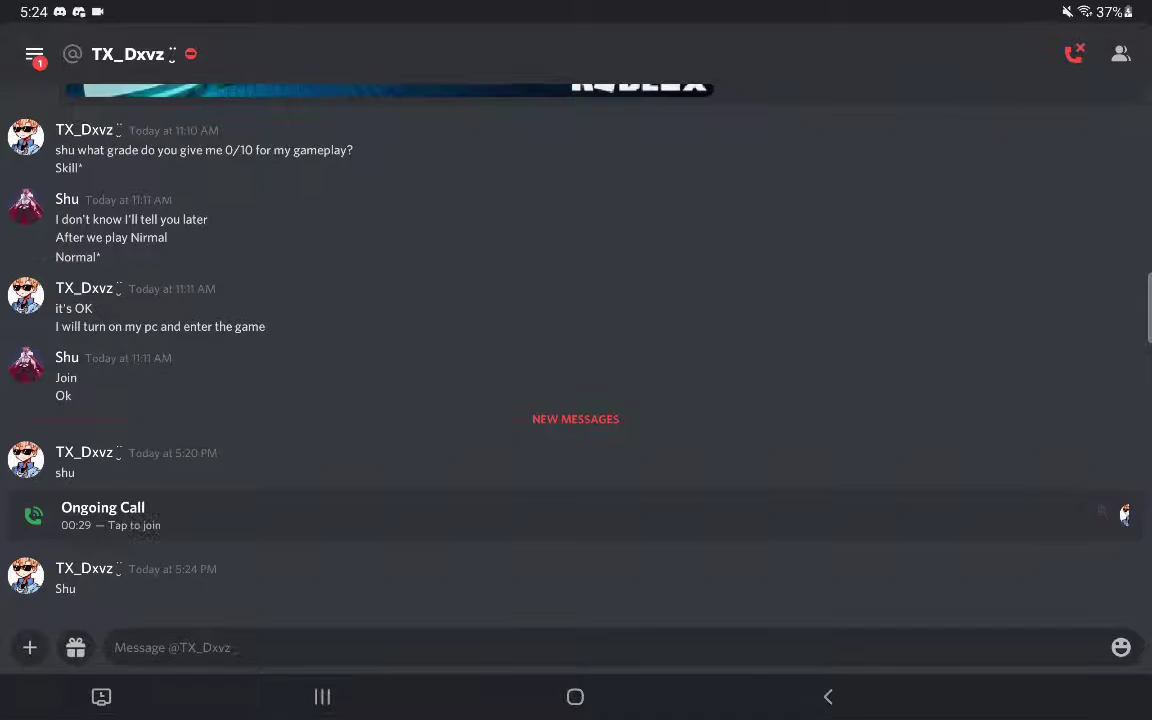 5:24
37%
1
@ TX_Dxvz ¨̮
ROBLOX
TX_Dxvz ¨̮ Today at 11:10 AM
shu what grade do you give me 0/10 for my gameplay?
Skill*
Shu Today at 11:11 AM
I don't know I'll tell you later
After we play Nirmal
Normal*
TX_Dxvz ¨̮ Today at 11:11 AM
it's OK
I will turn on my pc and enter the game
Shu Today at 11:11 AM
Join
Ok
NEW MESSAGES
TX_Dxvz ¨̮ Today at 5:20 PM
shu
Ongoing Call
00:29 — Tap to join
TX_Dxvz ¨̮ Today at 5:24 PM
Shu
Message @TX_Dxvz ¨̮